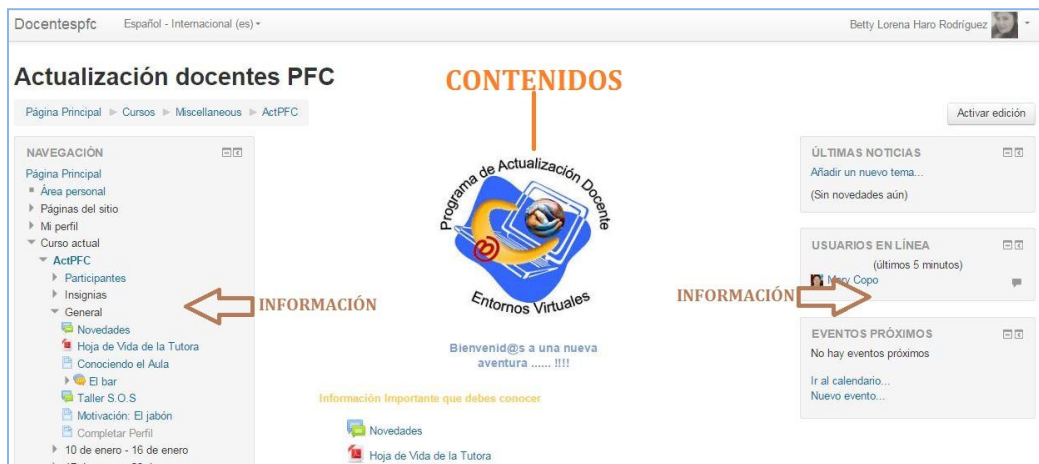 Docentespfc
Español - Internacional (es)
Betty Lorena Haro Rodríguez
Actualización docentes PFC
CONTENIDOS
Página Principal
Cursos
Miscellaneous
ActPFC
Activar edición
NAVEGACIÓN
Página Principal
Área personal
Páginas del sitio
Mi perfil
Curso actual
ActPFC
Participantes
Insignias
General
Novedades
Hoja de Vida de la Tutora
Conociendo el Aula
El bar
Taller S.O.S
Motivación: El jabón
Completar Perfil
10 de enero - 16 de enero
INFORMACIÓN
Programa de Actualización Docente
@
Entornos Virtuales
Bienvenid@s a una nueva
aventura ...... !!!!
Información Importante que debes conocer
Novedades
Hoja de Vida de la Tutora
INFORMACIÓN
ÚLTIMAS NOTICIAS
Añadir un nuevo tema...
(Sin novedades aún)
USUARIOS EN LÍNEA
(últimos 5 minutos)
Mery Copo
EVENTOS PRÓXIMOS
No hay eventos próximos
Ir al calendario...
Nuevo evento...